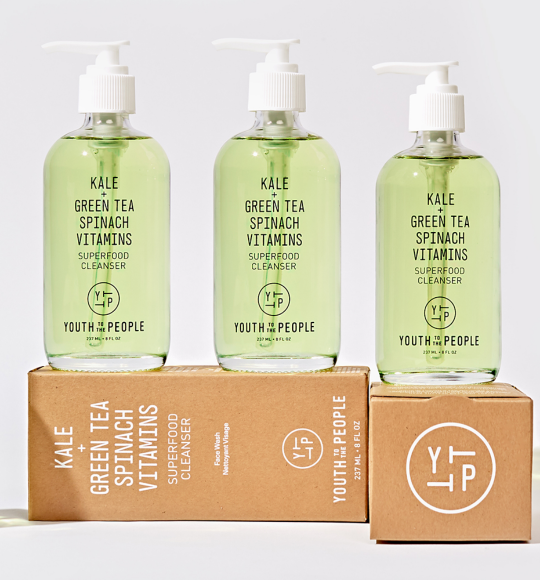 KALE
+
GREEN TEA
SPINACH
VITAMINS
SUPERFOOD
CLEANSER
Y T
T P
YOUTH TO THE PEOPLE
237 ML • 8 FL OZ
KALE
+
GREEN TEA
SPINACH
VITAMINS
SUPERFOOD
CLEANSER
Y T
T P
YOUTH TO THE PEOPLE
237 ML • 8 FL OZ
KALE
+
GREEN TEA
SPINACH
VITAMINS
SUPERFOOD
CLEANSER
Y T
T P
YOUTH TO THE PEOPLE
237 ML • 8 FL OZ
KALE
+
GREEN TEA
SPINACH
VITAMINS
SUPERFOOD
CLEANSER
Face Wash
Nettoyant Visage
Y T
T P
YOUTH TO THE PEOPLE
237 ML • 8 FL OZ
Y T
T P